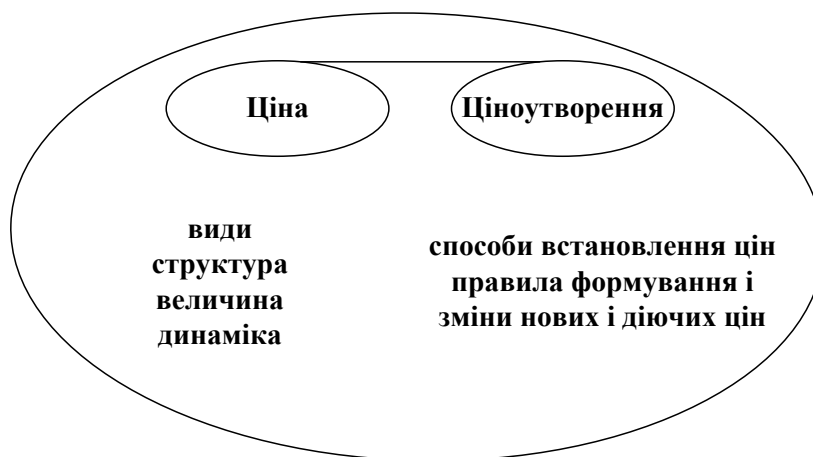 Ціна
Ціноутворення
види
структура
величина
динаміка
способи встановлення цін
правила формування і
зміни нових і діючих цін